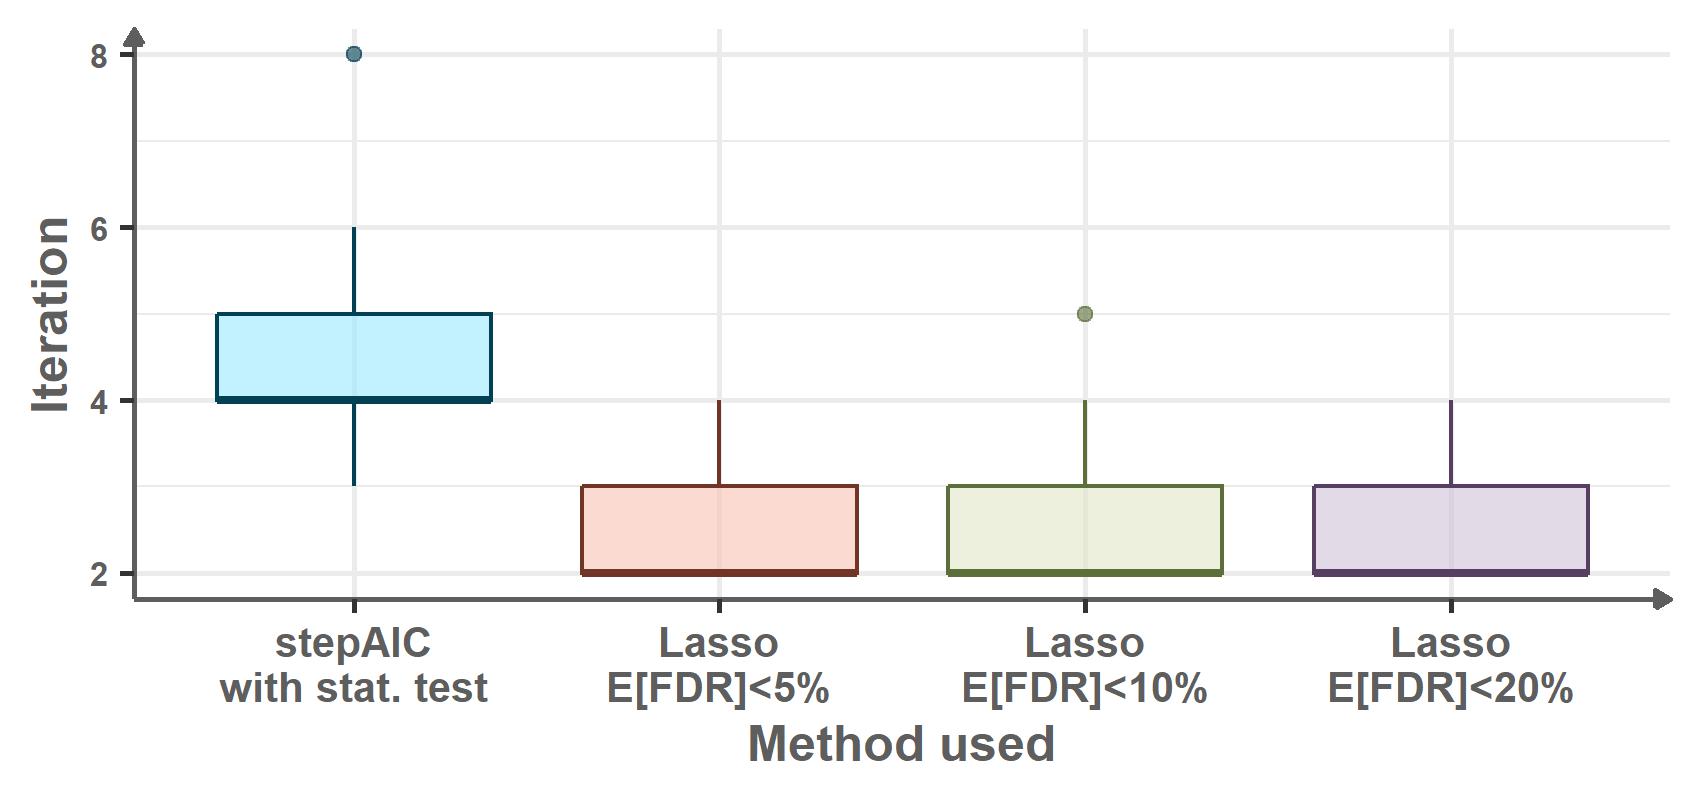 8
6
4
2
Iteration
stepAIC
with stat. test
Lasso
E[FDR]<5%
Lasso
E[FDR]<10%
Lasso
E[FDR]<20%
Method used